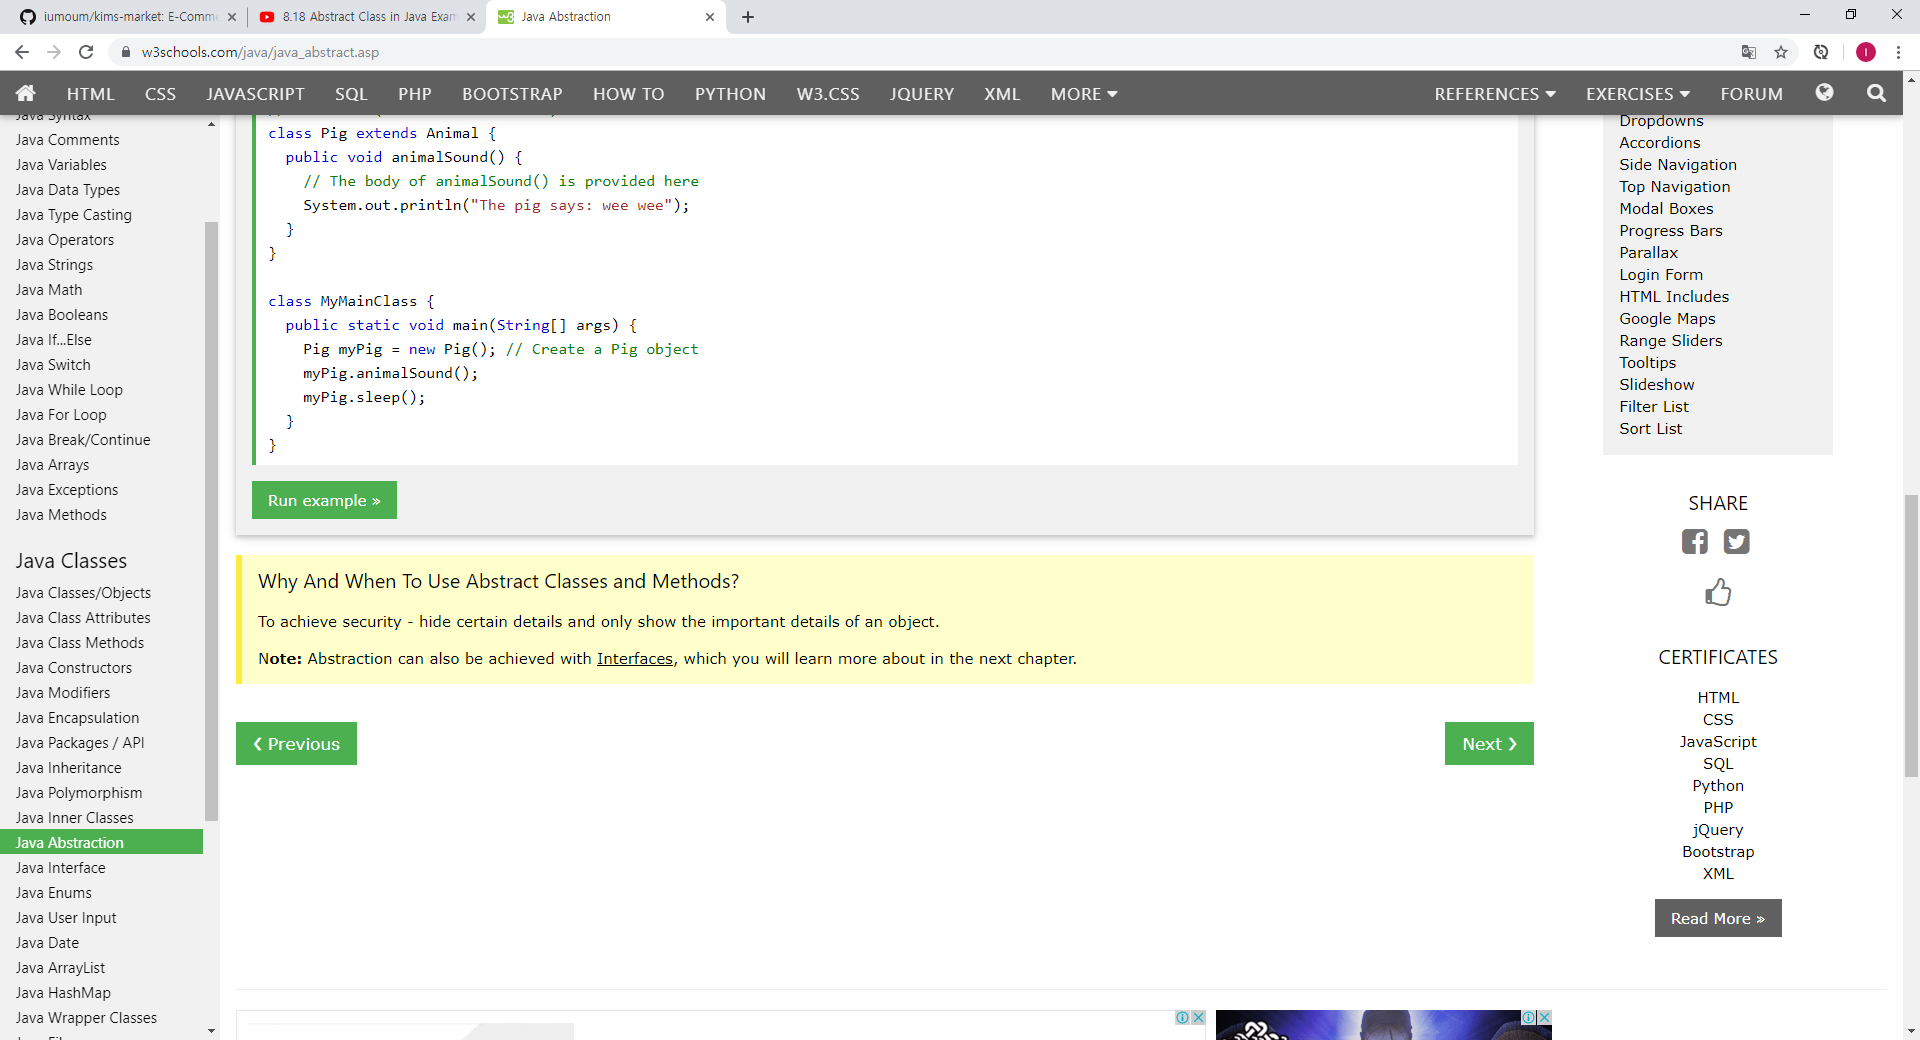 iumoum/kims-market: E-Comme
8.18 Abstract Class in Java Exam
Java Abstraction
w3schools.com/java/java_abstract.asp
HTML CSS JAVASCRIPT SQL PHP BOOTSTRAP HOW TO PYTHON W3.CSS JQUERY XML MORE REFERENCES EXERCISES FORUM
Java Syntax
Java Comments
Java Variables
Java Data Types
Java Type Casting
Java Operators
Java Strings
Java Math
Java Booleans
Java If...Else
Java Switch
Java While Loop
Java For Loop
Java Break/Continue
Java Arrays
Java Exceptions
Java Methods
Java Classes
Java Classes/Objects
Java Class Attributes
Java Class Methods
Java Constructors
Java Modifiers
Java Encapsulation
Java Packages / API
Java Inheritance
Java Polymorphism
Java Inner Classes
Java Abstraction
Java Interface
Java Enums
Java User Input
Java Date
Java ArrayList
Java HashMap
Java Wrapper Classes
class Pig extends Animal {
public void animalSound() {
// The body of animalSound() is provided here
System.out.println("The pig says: wee wee");
}
}
class MyMainClass {
public static void main(String[] args) {
Pig myPig = new Pig(); // Create a Pig object
myPig.animalSound();
myPig.sleep();
}
}
Run example »
Why And When To Use Abstract Classes and Methods?
To achieve security - hide certain details and only show the important details of an object.
Note: Abstraction can also be achieved with Interfaces, which you will learn more about in the next chapter.
❮ Previous
Next ❯
Dropdowns
Accordions
Side Navigation
Top Navigation
Modal Boxes
Progress Bars
Parallax
Login Form
HTML Includes
Google Maps
Range Sliders
Tooltips
Slideshow
Filter List
Sort List
SHARE
CERTIFICATES
HTML
CSS
JavaScript
SQL
Python
PHP
jQuery
Bootstrap
XML
Read More »